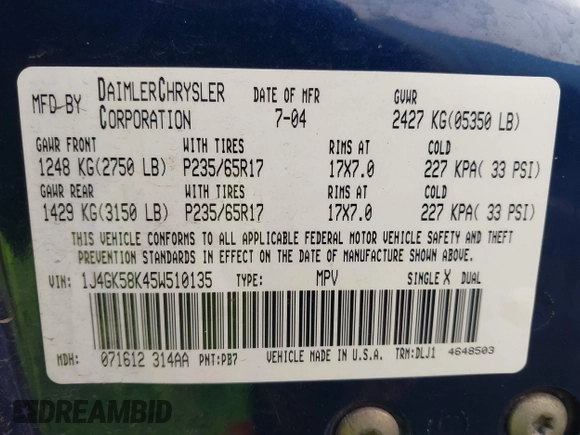 MFD BY DAIMLERCHRYSLER CORPORATION
DATE OF MFR 7-04
GVWR 2427 KG(05350 LB)
GAWR FRONT WITH TIRES RIMS AT COLD
1248 KG(2750 LB) P235/65R17 17X7.0 227 KPA( 33 PSI)
GAWR REAR WITH TIRES RIMS AT COLD
1429 KG(3150 LB) P235/65R17 17X7.0 227 KPA( 33 PSI)
THIS VEHICLE CONFORMS TO ALL APPLICABLE FEDERAL MOTOR VEHICLE SAFETY AND THEFT
PREVENTION STANDARDS IN EFFECT ON THE DATE OF MANUFACTURE SHOWN ABOVE.
VIN: 1J4GK58K45W510135 TYPE: MPV SINGLE X DUAL
MDH: 071612 314AA PNT:PB7 VEHICLE MADE IN U.S.A. TRM:DLJ1 4648503
DREAMBID